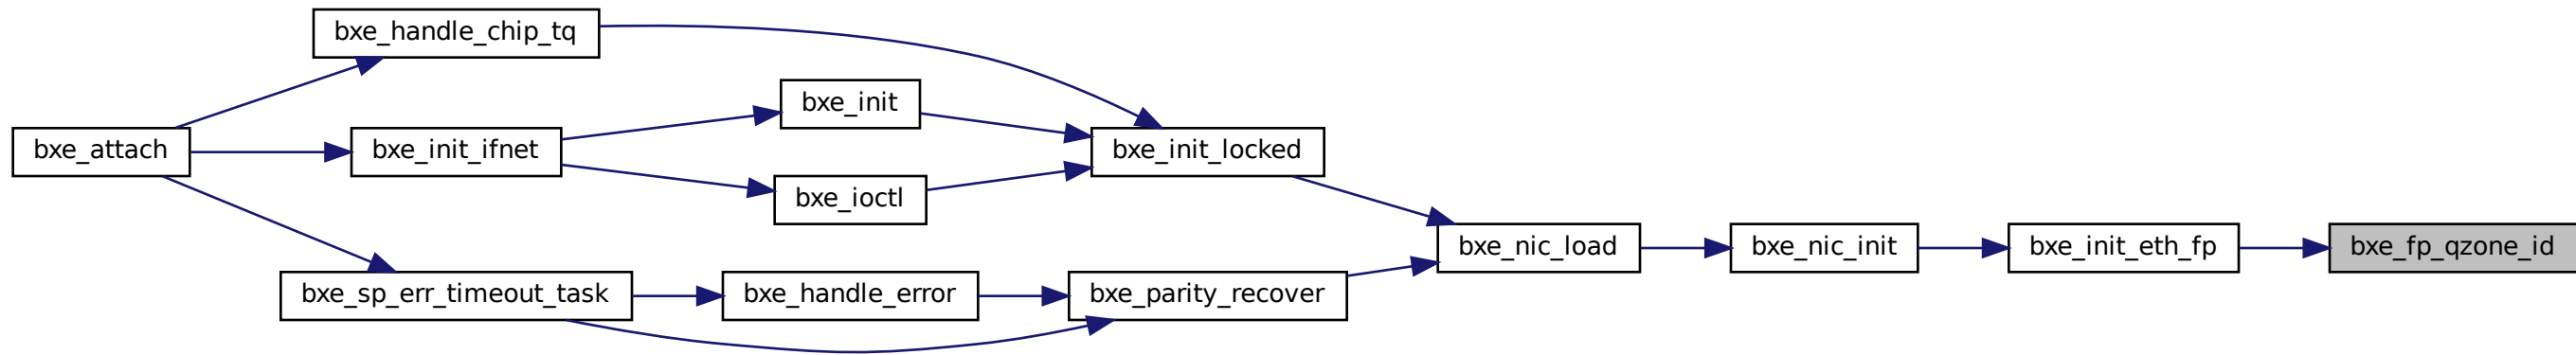 bxe_handle_chip_tq
bxe_init
bxe_attach
bxe_init_ifnet
bxe_init_locked
bxe_ioctl
bxe_nic_load
bxe_nic_init
bxe_init_eth_fp
bxe_fp_qzone_id
bxe_sp_err_timeout_task
bxe_handle_error
bxe_parity_recover